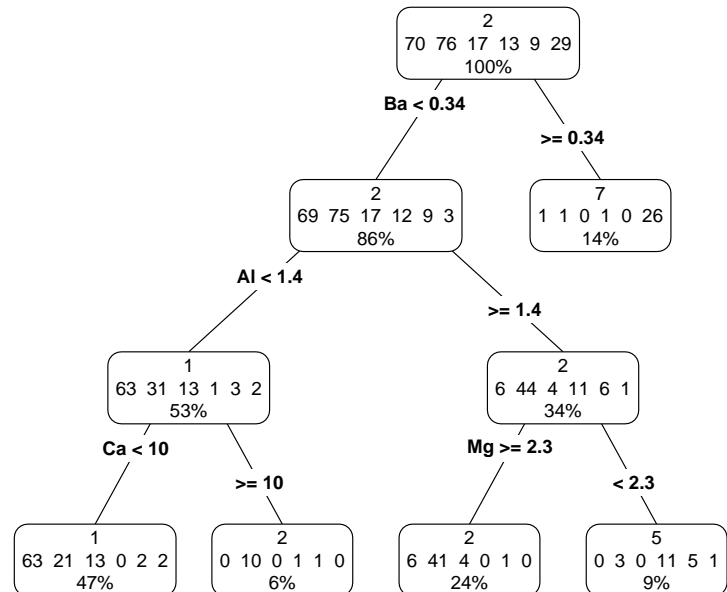 2
70 76 17 13 9 29
100%
Ba < 0.34
>= 0.34
2
69 75 17 12 9 3
86%
7
1 1 0 1 0 26
14%
Al < 1.4
>= 1.4
1
63 31 13 1 3 2
53%
2
6 44 4 11 6 1
34%
Ca < 10
>= 10
Mg >= 2.3
< 2.3
1
63 21 13 0 2 2
47%
2
0 10 0 1 1 0
6%
2
6 41 4 0 1 0
24%
5
0 3 0 11 5 1
9%